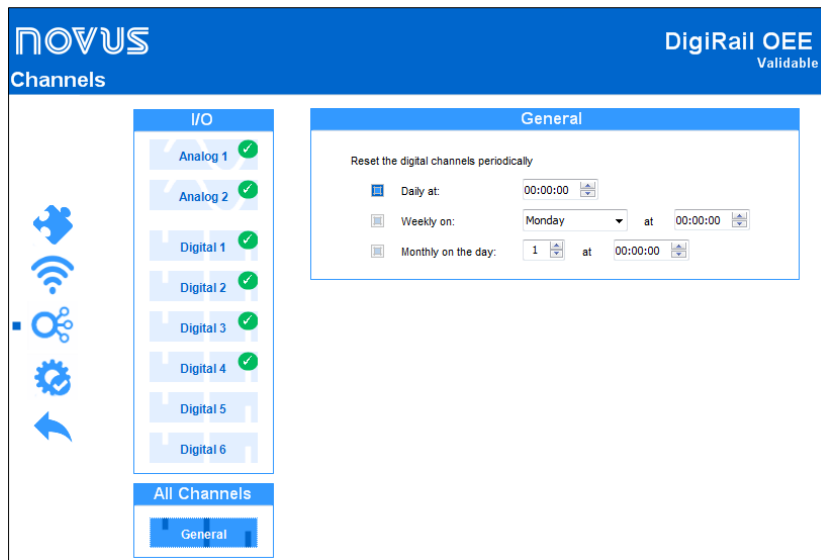 NOVUS
DigiRail OEE
Validable
Channels
I/O
Analog 1
Analog 2
Digital 1
Digital 2
Digital 3
Digital 4
Digital 5
Digital 6
All Channels
General
General
Reset the digital channels periodically
Daily at: 00:00:00
Weekly on: Monday at 00:00:00
Monthly on the day: 1 at 00:00:00